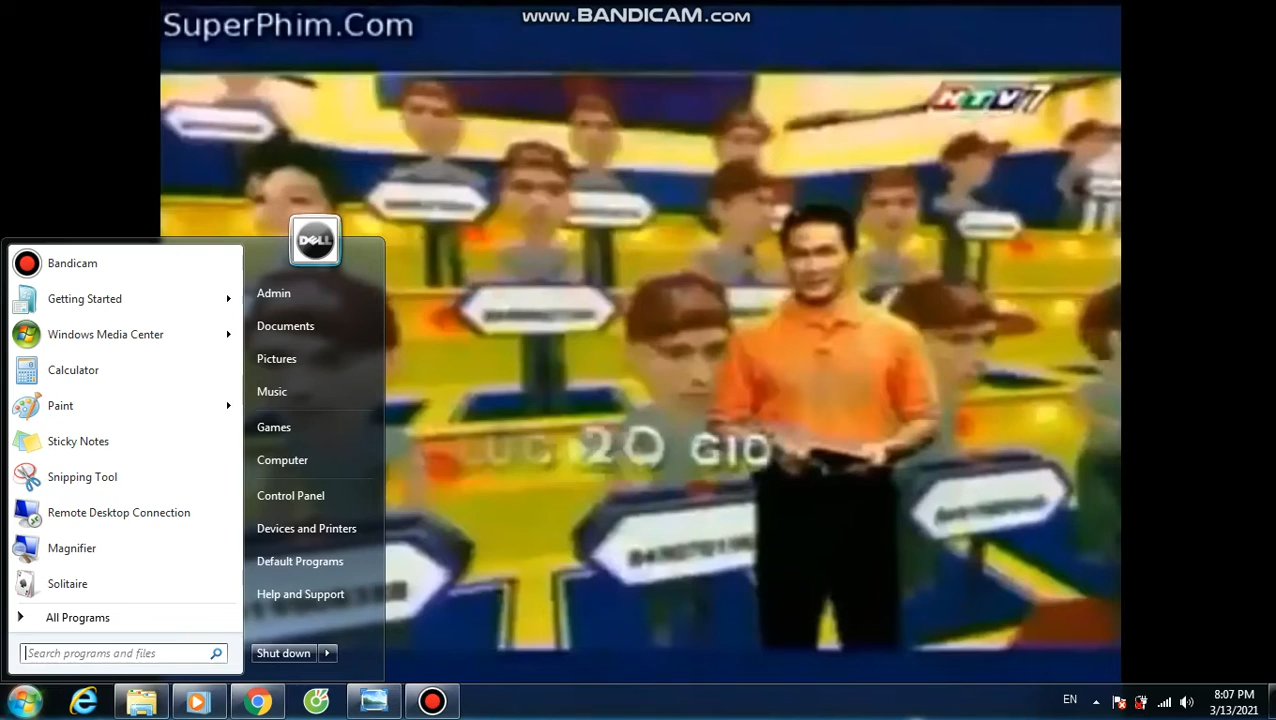 SuperPhim.Com
www.BANDICAM.com
HTV7
LUC 20 GIO
DELL
Bandicam
Getting Started
Windows Media Center
Calculator
Paint
Sticky Notes
Snipping Tool
Remote Desktop Connection
Magnifier
Solitaire
All Programs
Search programs and files
Admin
Documents
Pictures
Music
Games
Computer
Control Panel
Devices and Printers
Default Programs
Help and Support
Shut down
EN
8:07 PM
3/13/2021